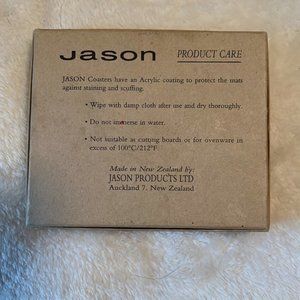 Jason PRODUCT CARE
JASON Coasters have an Acrylic coating to protect the mats
against staining and scuffing.
• Wipe with damp cloth after use and dry thoroughly.
• Do not immerse in water.
• Not suitable as cutting boards or for ovenware in
excess of 100°C/212°F
Made in New Zealand by:
JASON PRODUCTS LTD
Auckland 7, New Zealand